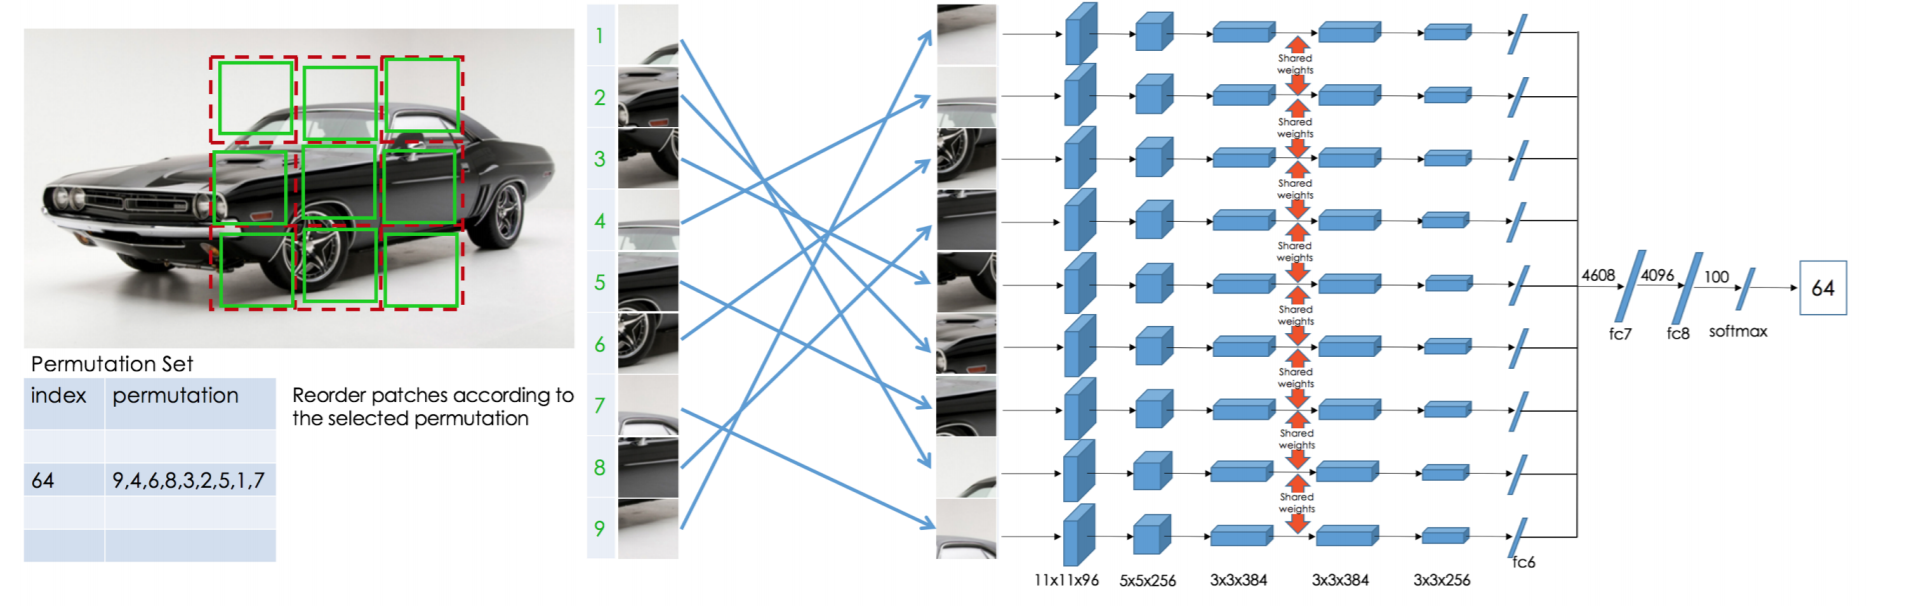 Permutation Set
index permutation
64 9,4,6,8,3,2,5,1,7
Reorder patches according to
the selected permutation
1
2
3
4
5
6
7
8
9
Shared
weights
Shared
weights
Shared
weights
Shared
weights
Shared
weights
Shared
weights
Shared
weights
Shared
weights
11x11x96 5x5x256 3x3x384 3x3x384 3x3x256
fc6
4608 4096 100
fc7 fc8 softmax
64